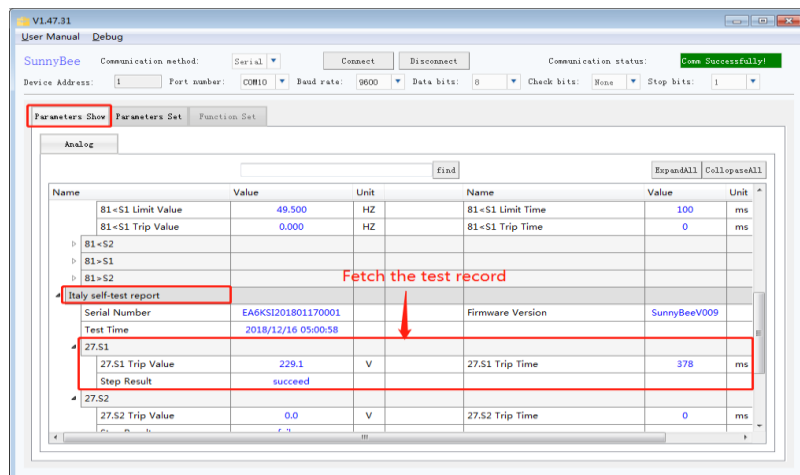 V1.47.31
User Manual Debug
SunnyBee Communication method: Serial Connect Disconnect Communication status: Comm Successfully!
Device Address: 1 Port number: COM10 Baud rate: 9600 Data bits: 8 Check bits: None Stop bits: 1
Parameters Show Parameters Set Function Set
Analog
find ExpandAll CollopaseAll
Name Value Unit Name Value Unit
81<S1 Limit Value 49.500 HZ 81<S1 Limit Time 100 ms
81<S1 Trip Value 0.000 HZ 81<S1 Trip Time 0 ms
81<S2
81>S1
81>S2
Fetch the test record
Italy self-test report
Serial Number EA6KSI201801170001 Firmware Version SunnyBeeV009
Test Time 2018/12/16 05:00:58
27.S1
27.S1 Trip Value 229.1 V 27.S1 Trip Time 378 ms
Step Result succeed
27.S2
27.S2 Trip Value 0.0 V 27.S2 Trip Time 0 ms